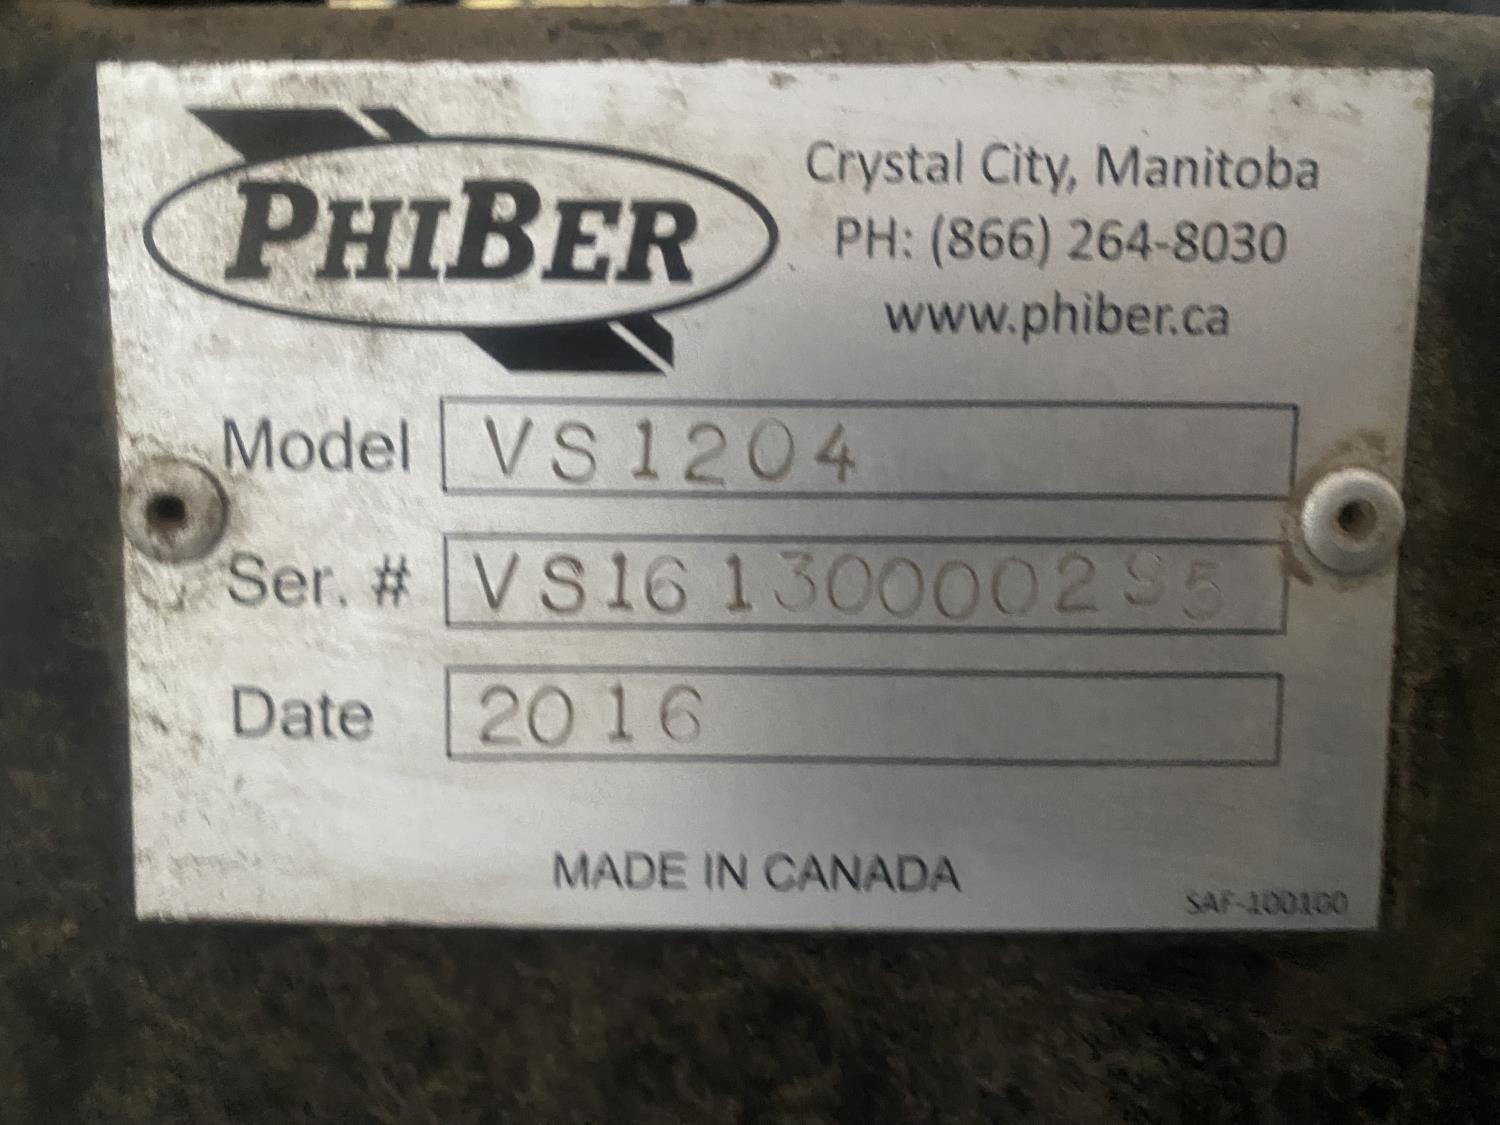 PHIBER
Crystal City, Manitoba
PH: (866) 264-8030
www.phiber.ca
Model VS1204
Ser. # VS161300002S5
Date 2016
MADE IN CANADA
SAF-100100